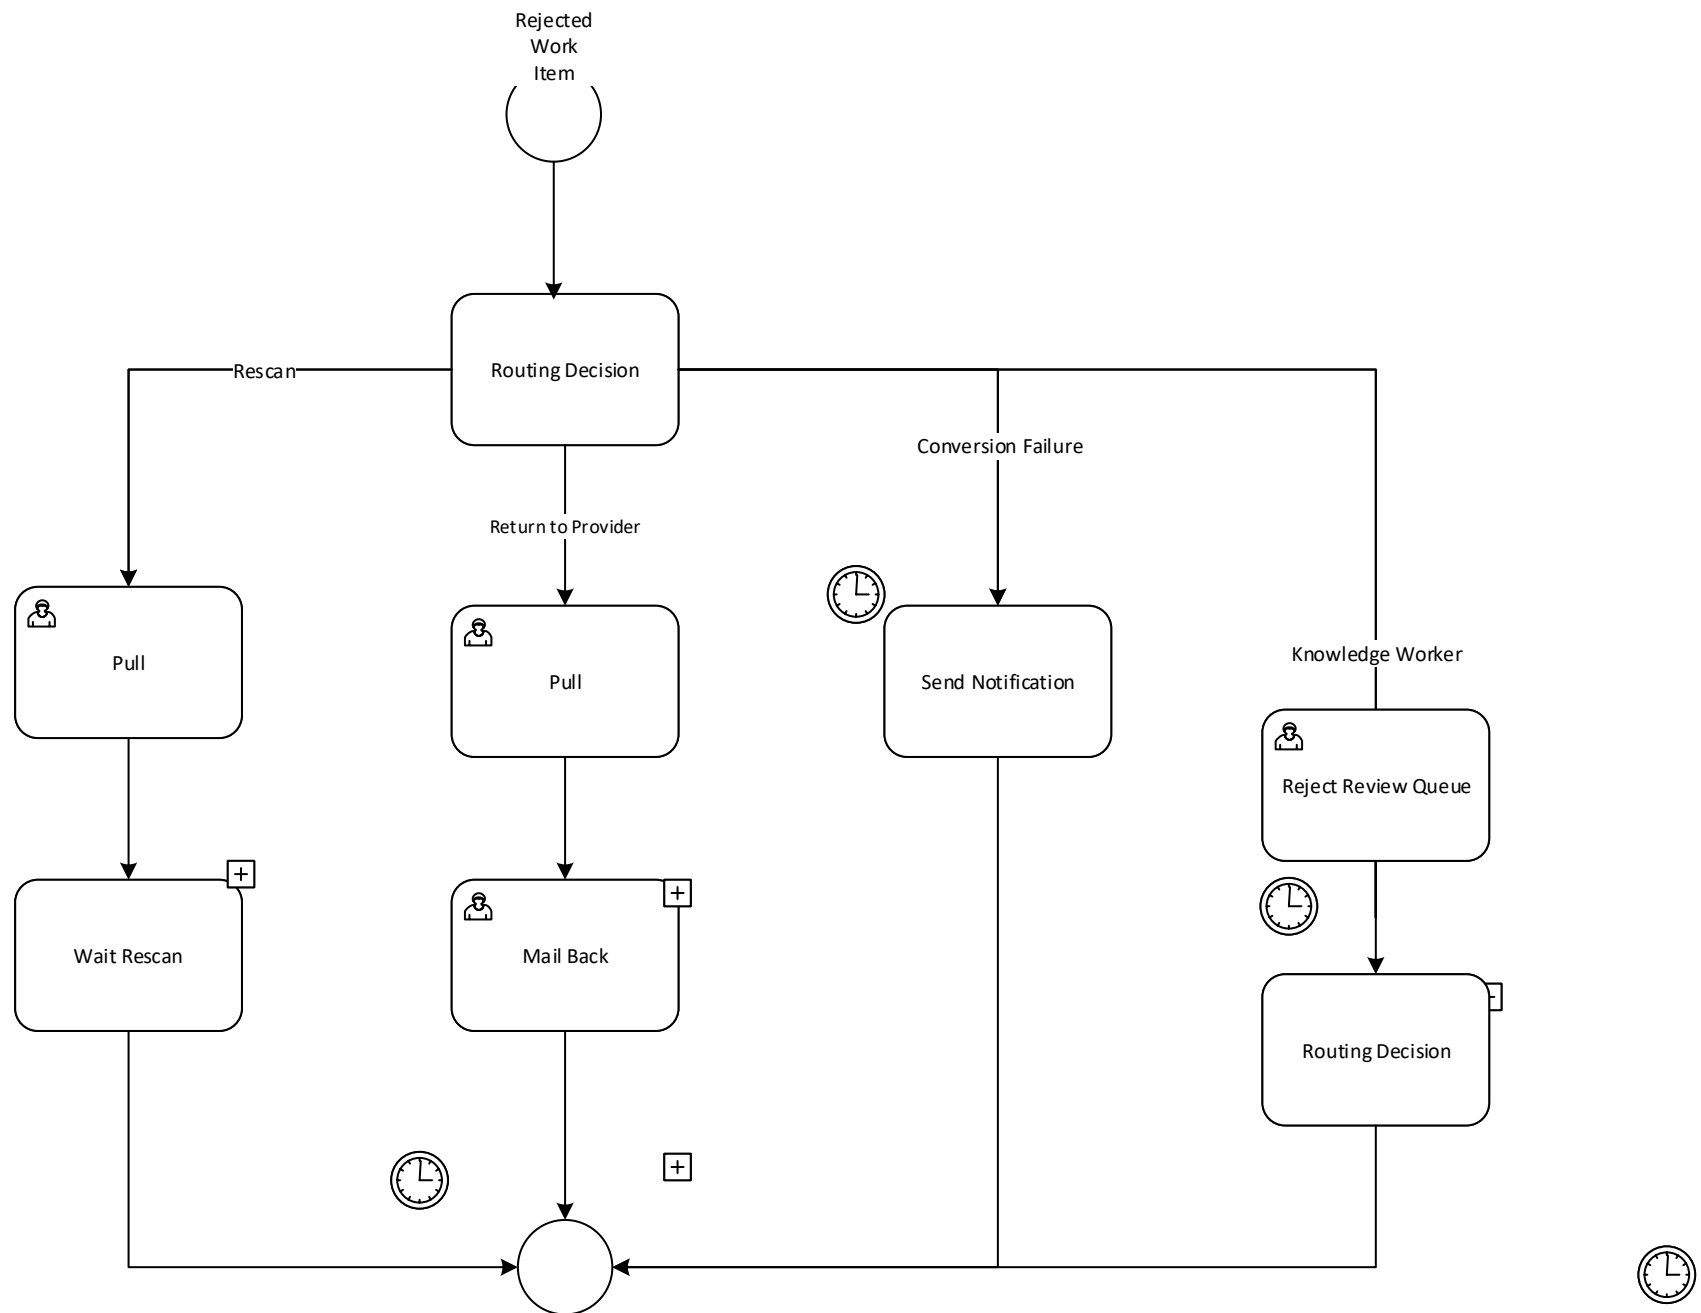 Rejected
Work
Item
Routing Decision
Rescan
Conversion Failure
Return to Provider
Knowledge Worker
Pull
Pull
Send Notification
Reject Review Queue
Wait Rescan
Mail Back
Routing Decision